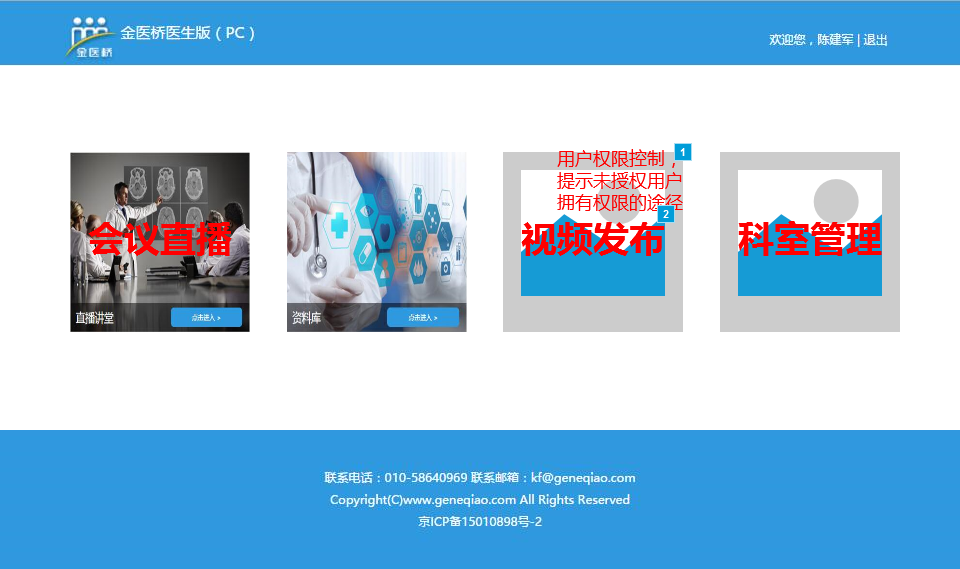 金医桥
金医桥医生版（PC）
欢迎您，陈建军 | 退出
会议直播
直播讲堂
点击进入 >
资料库
点击进入 >
用户权限控制，
1
提示未授权用户
拥有权限的途径
2
视频发布
科室管理
联系电话：010-58640969 联系邮箱：kf@geneqiao.com
Copyright(C)www.geneqiao.com All Rights Reserved
京ICP备15010898号-2